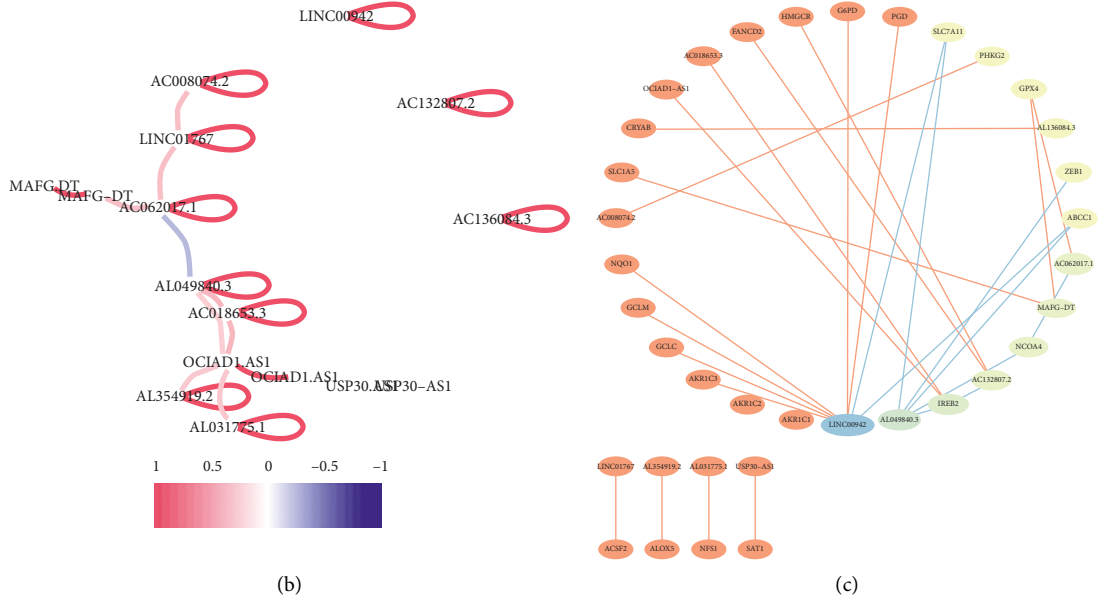 LINC00942
AC008074.2
AC132807.2
LINC01767
MAFG.DT
MAFG-DT
AC062017.1
AC136084.3
AL049840.3
AC018653.3
OCIAD1.AS1
OCIAD1.AS1
USP30.AS1
USP30-AS1
AL354919.2
AL031775.1
1 0.5 0 -0.5 -1
(b)
G6PD
HMGCR
PGD
FANCD2
SLC7A11
AC018653.3
PHKG2
OCIAD1-AS1
GPX4
CRYAB
AL136084.3
SLC1A5
ZEB1
AC008074.2
ABCC1
NQO1
AC062017.1
GCLM
MAFG-DT
GCLC
NCOA4
AKR1C3
AC132807.2
AKR1C2
IREB2
AKR1C1
LINC00942
AL049840.3
LINC01767 AL354919.2 AL031775.1 USP30-AS1
ACSF2 ALOX5 NFS1 SAT1
(c)